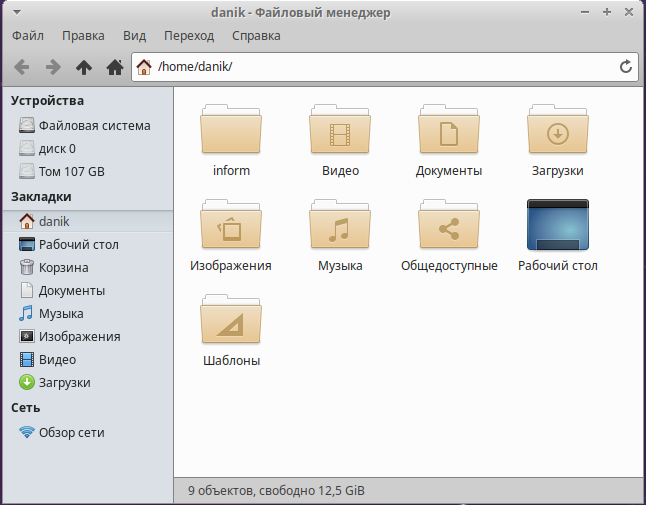 danik - Файловый менеджер
Файл Правка Вид Переход Справка
/home/danik/
Устройства
Файловая система
диск 0
Том 107 GB
Закладки
danik
Рабочий стол
Корзина
Документы
Музыка
Изображения
Видео
Загрузки
Сеть
Обзор сети
inform Видео Документы Загрузки
Изображения Музыка Общедоступные Рабочий стол
Шаблоны
9 объектов, свободно 12,5 GiB